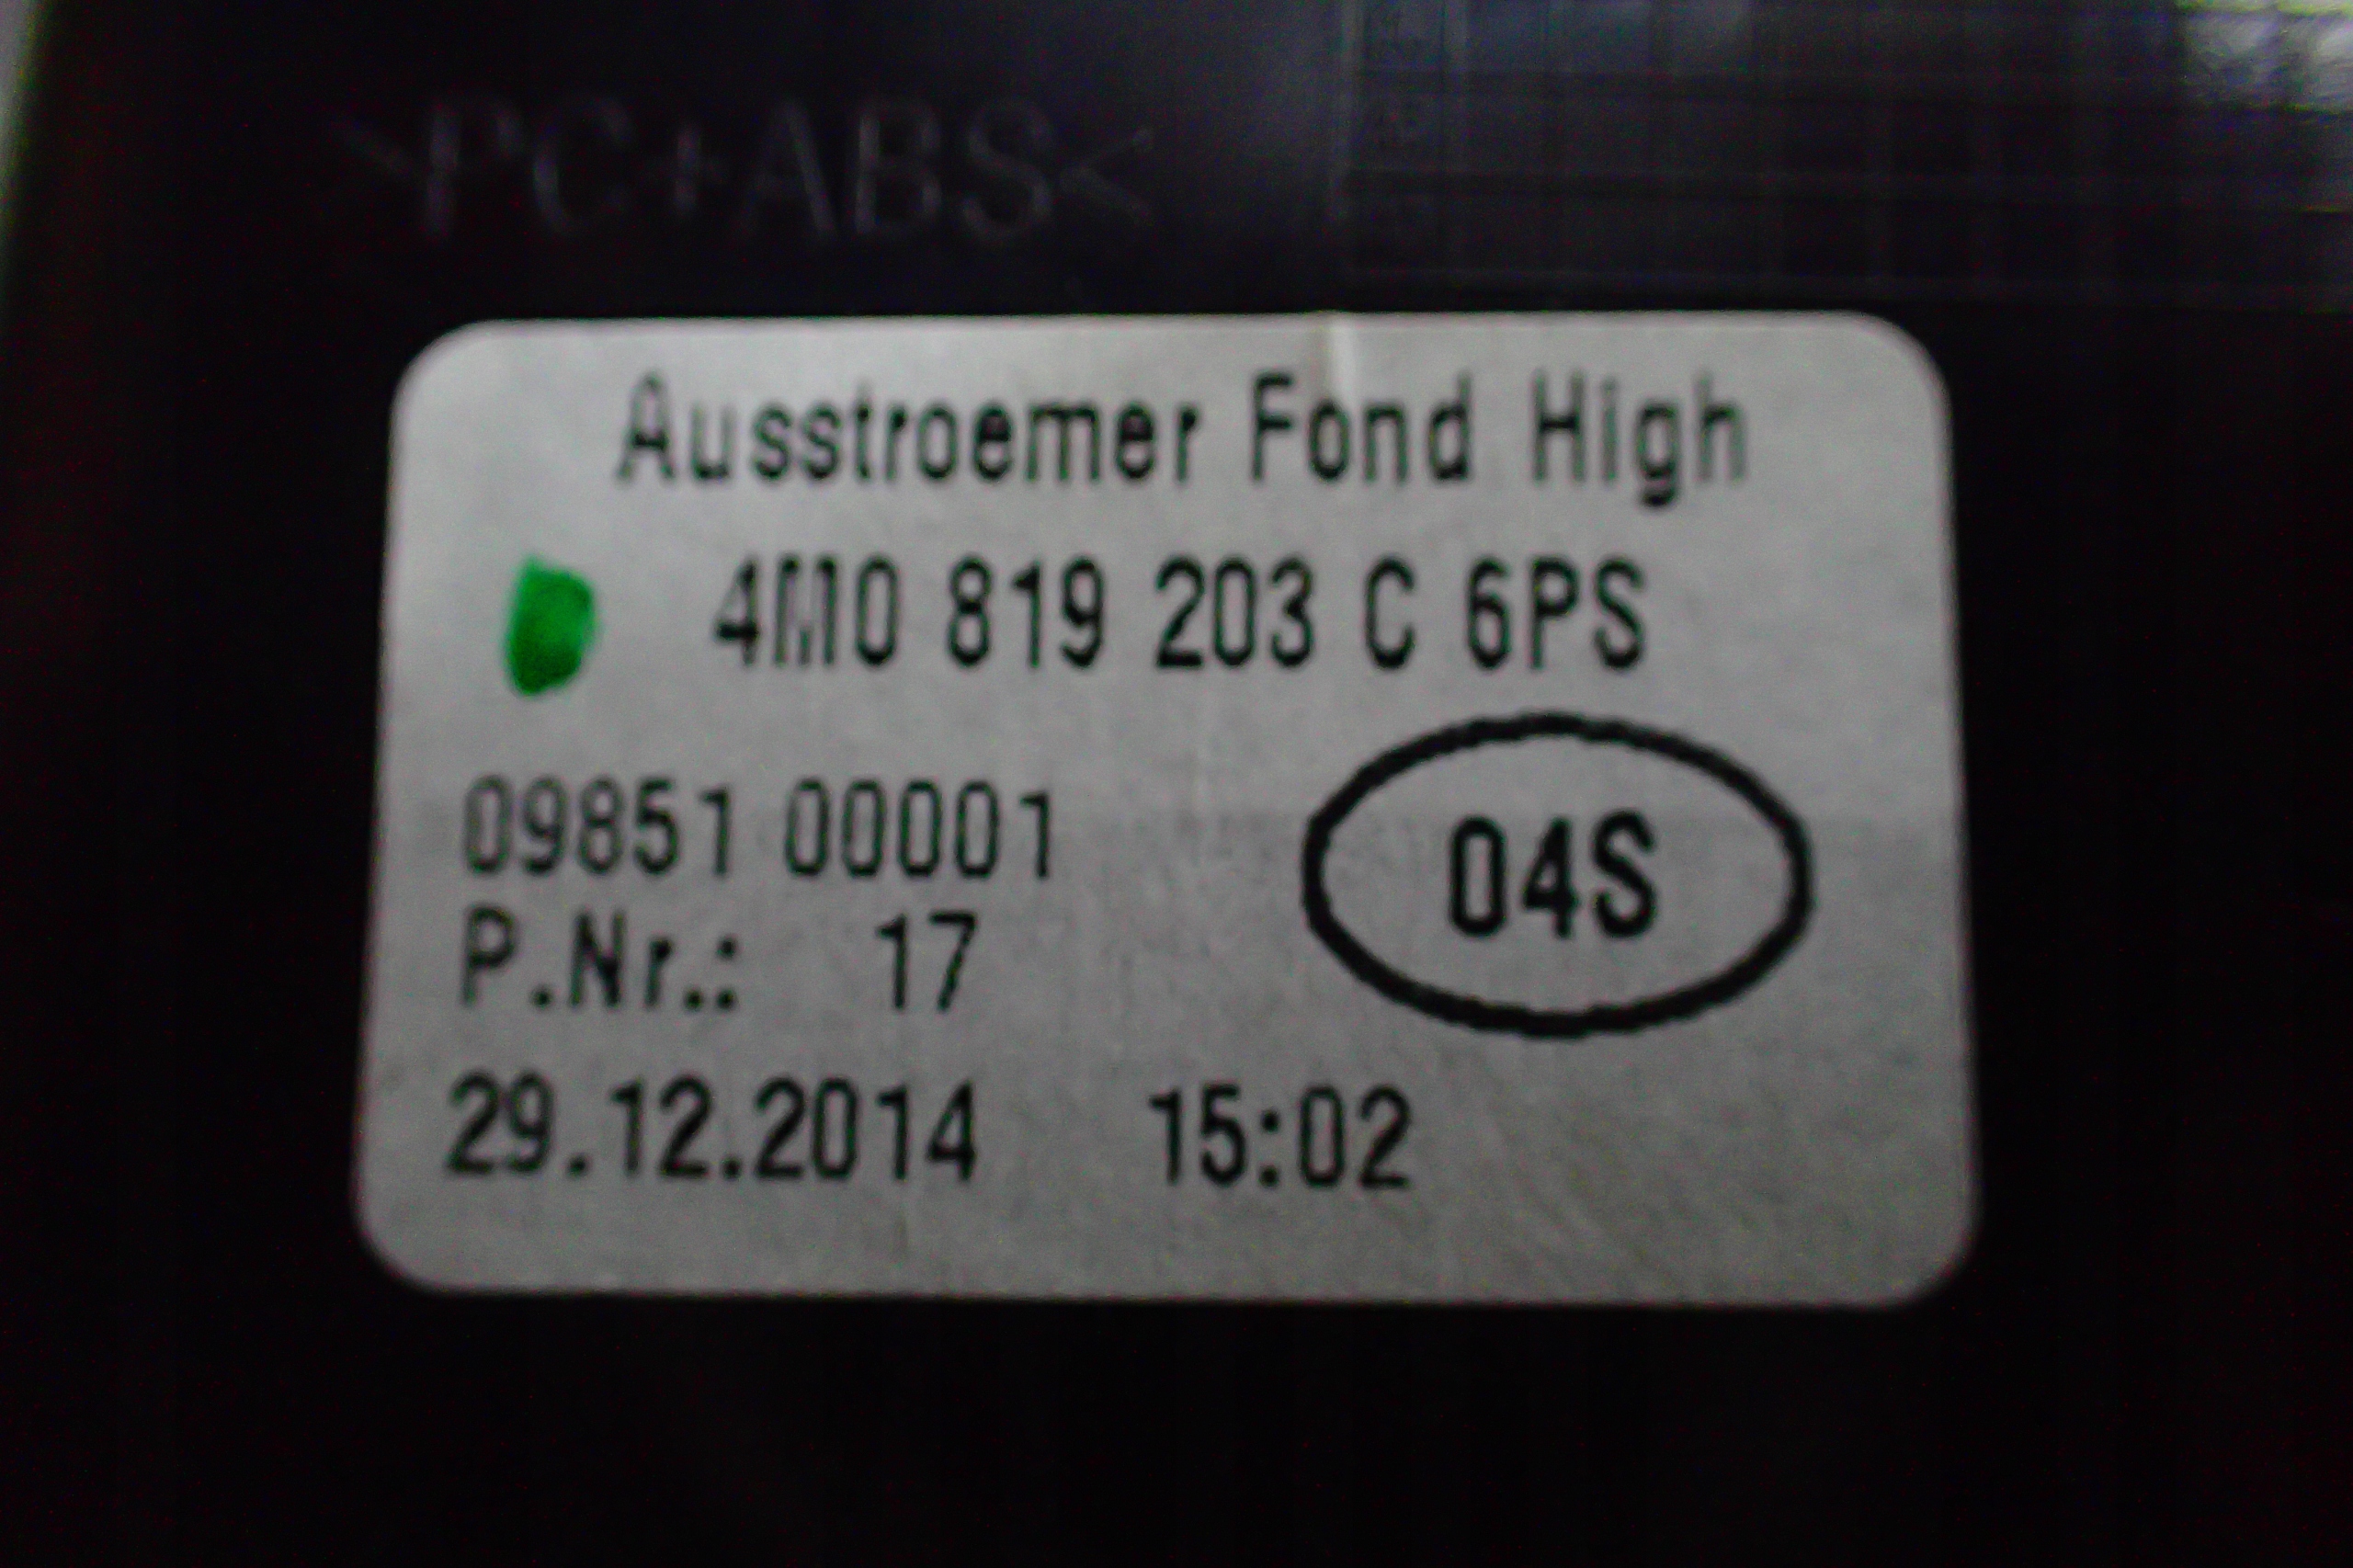 >PC+ABS<
Ausstroemer Fond High
4M0 819 203 C 6PS
09851 00001
04S
P.Nr.: 17
29.12.2014 15:02